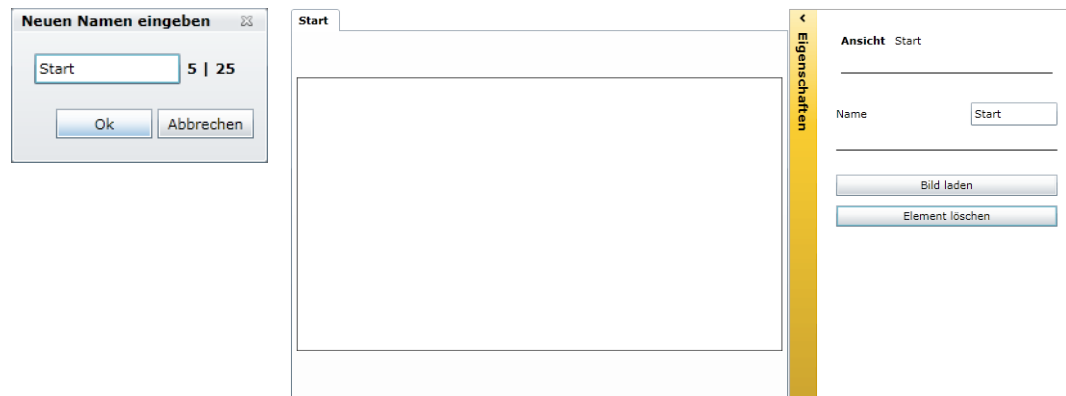 Neuen Namen eingeben
Start 5 | 25
Ok Abbrechen
Start
Eigenschaften
Ansicht Start
Name Start
Bild laden
Element löschen